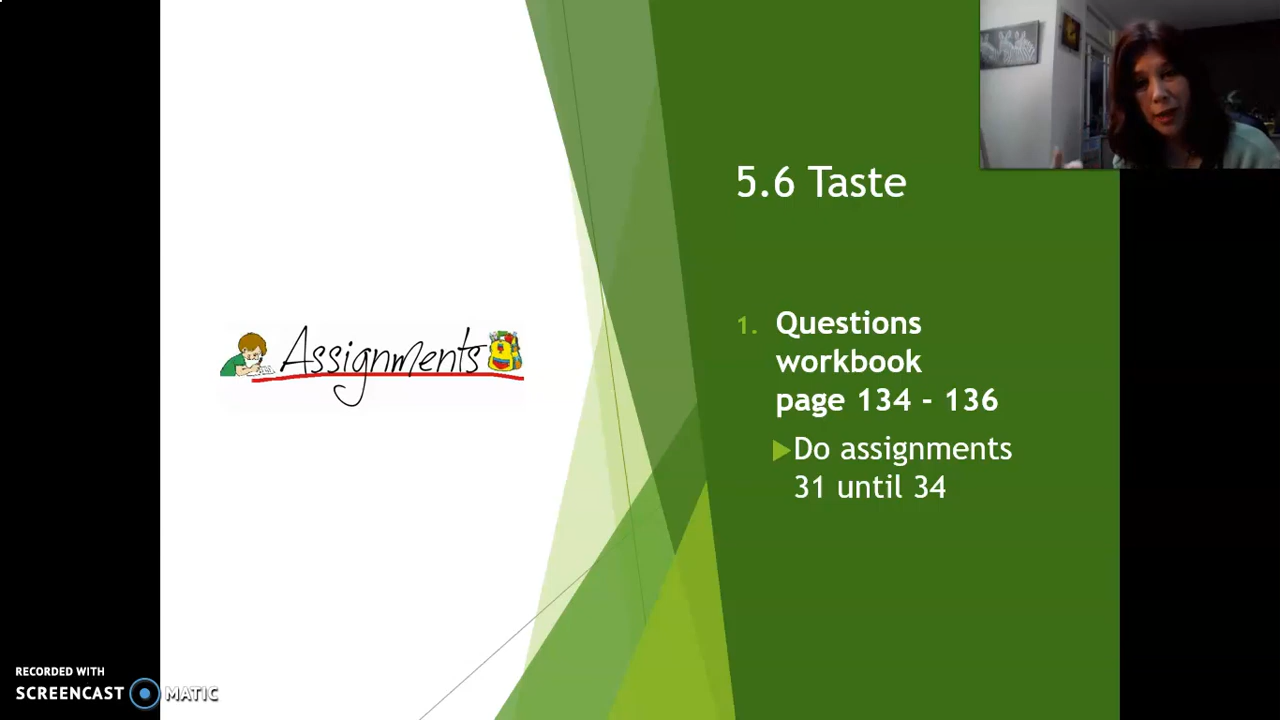 5.6 Taste
Assignments
1. Questions
workbook
page 134 - 136
Do assignments
31 until 34
RECORDED WITH
SCREENCAST MATIC